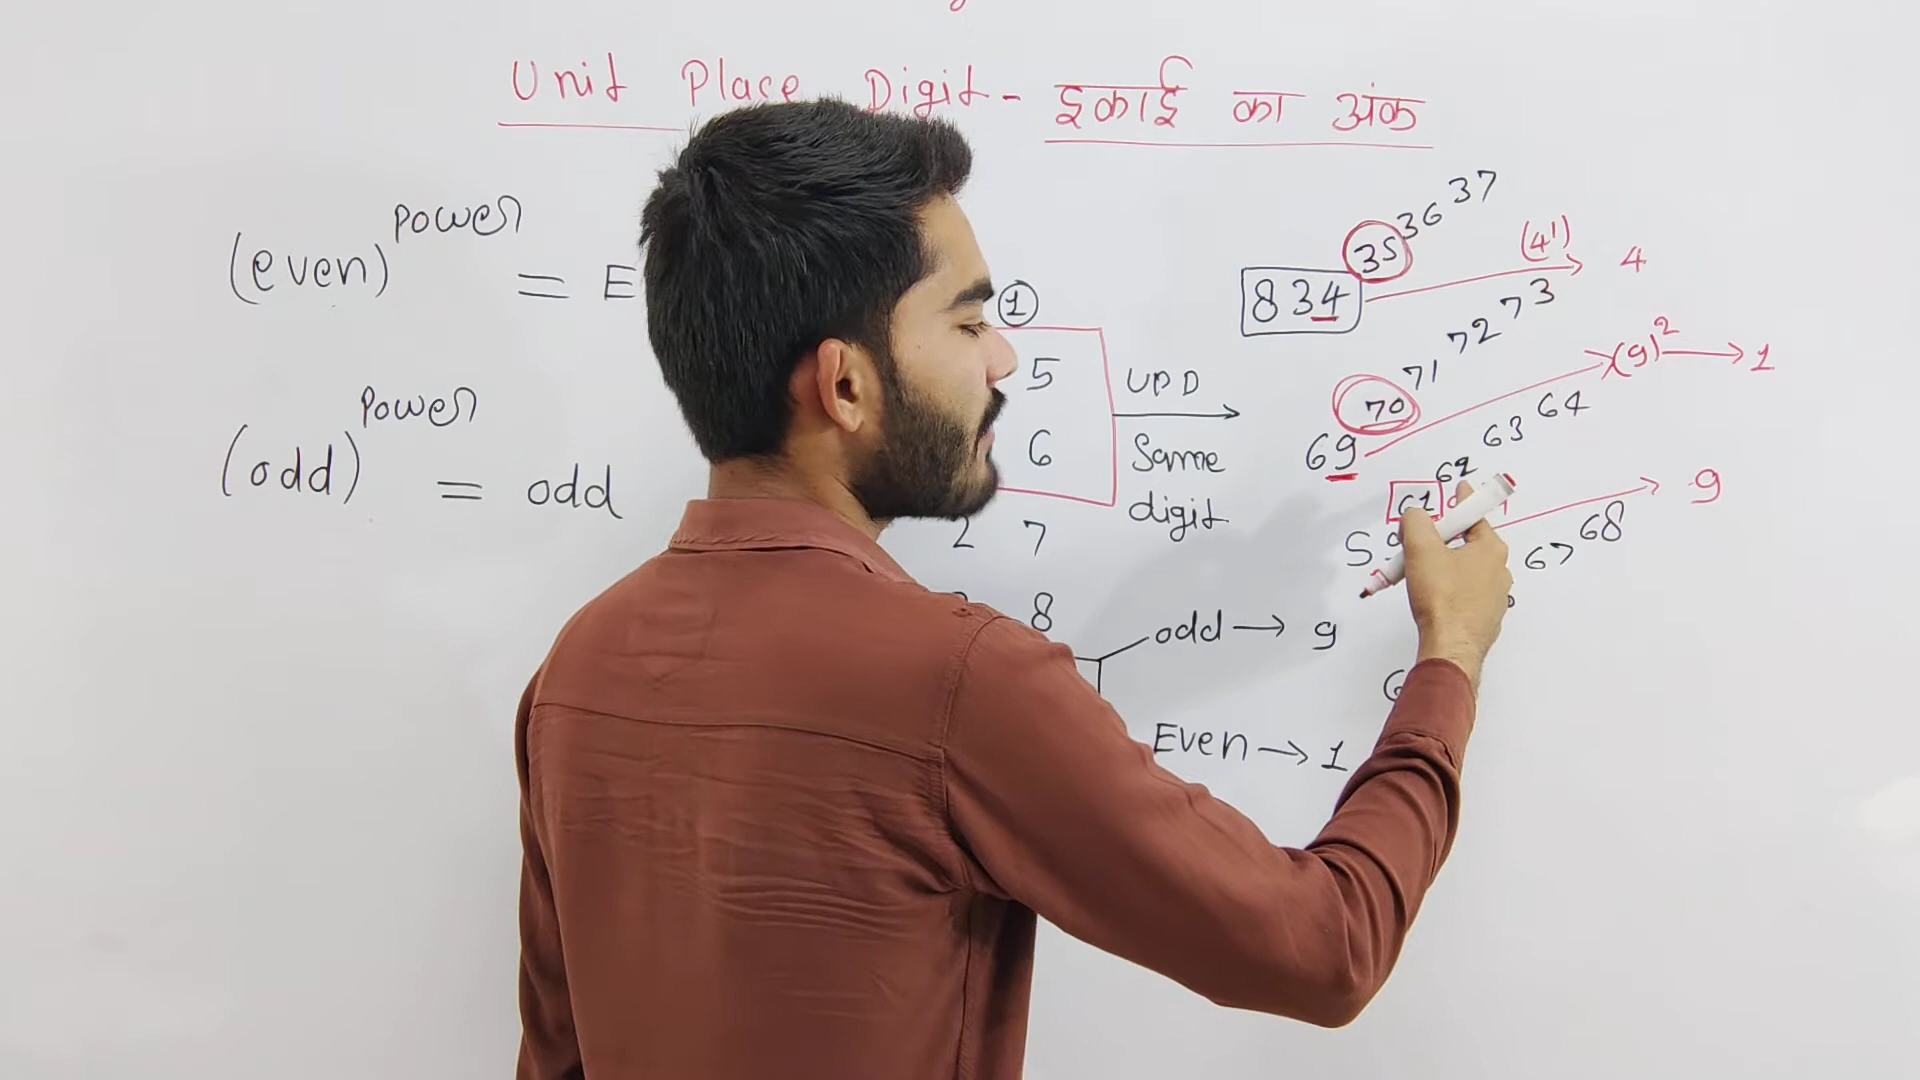 Unit Place Digit - इकाई का अंक
(even)^power = E
(odd)^power = odd
1
5
6
2 7
8
UPD
Same
digit
odd → 9
Even → 1
834^35^36^37 (4¹) → 4
69^70^71^72^73 → (9)² → 1
61 62 63 64 → 9
67 68